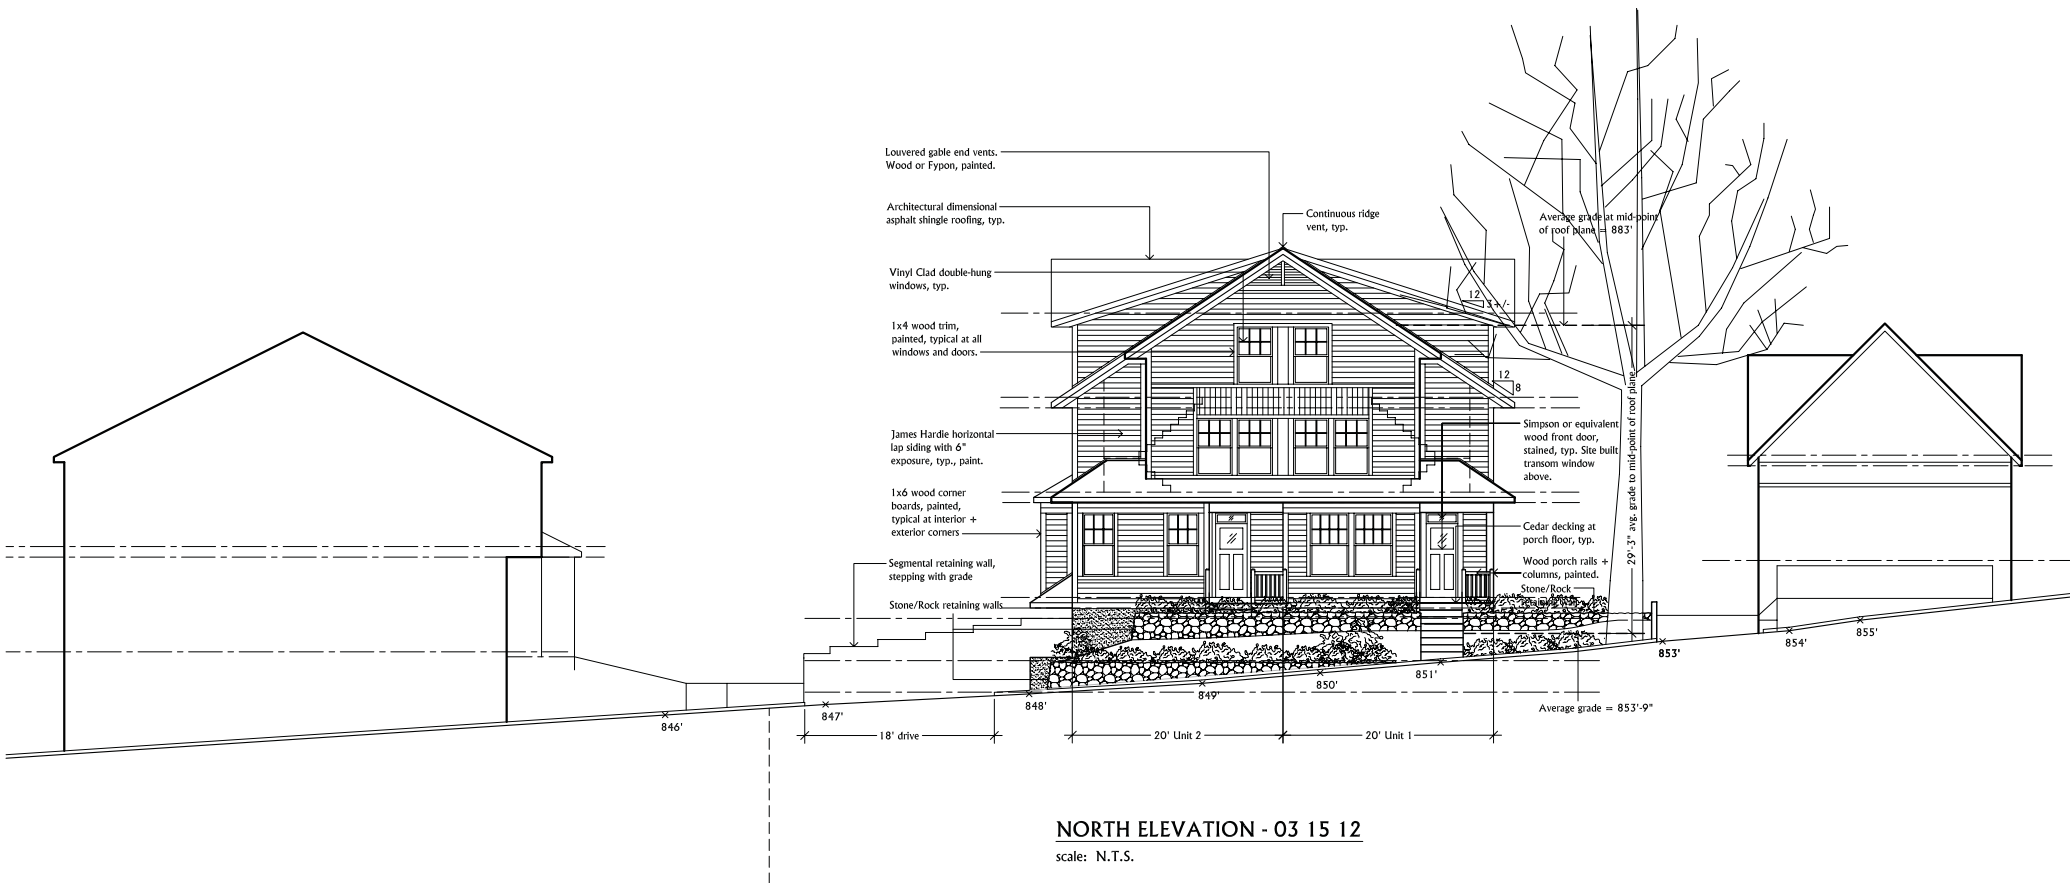 Louvered gable end vents.
Wood or Fypon, painted.
Architectural dimensional
asphalt shingle roofing, typ.
Continuous ridge
vent, typ.
Average grade at mid-point
of roof plane = 883'
Vinyl Clad double-hung
windows, typ.
12
3+/-
1x4 wood trim,
painted, typical at all
windows and doors.
12
8
James Hardie horizontal
lap siding with 6"
exposure, typ., paint.
Simpson or equivalent
wood front door,
stained, typ. Site built
transom window
above.
29'-3" avg. grade to mid-point of roof plane
1x6 wood corner
boards, painted,
typical at interior +
exterior corners
Cedar decking at
porch floor, typ.
Segmental retaining wall,
stepping with grade
Wood porch rails +
columns, painted.
Stone/Rock
Stone/Rock retaining walls
846'
847'
848'
849'
850'
851'
853'
854'
855'
Average grade = 853'-9"
18' drive
20' Unit 2
20' Unit 1
NORTH ELEVATION - 03 15 12
scale: N.T.S.